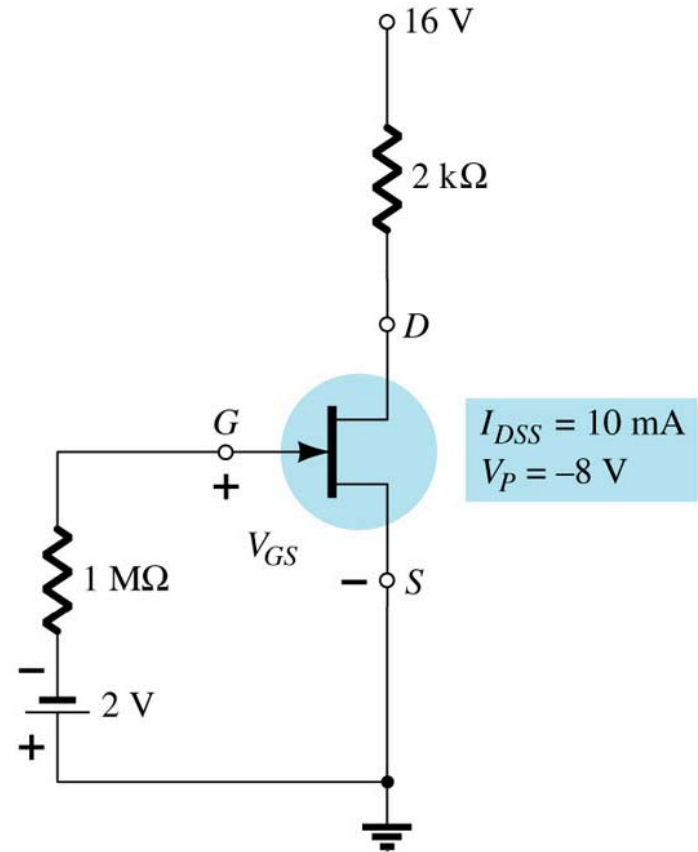 16 V
2 kΩ
D
G
+
I_DSS = 10 mA
V_P = –8 V
V_GS
– S
1 MΩ
–
2 V
+